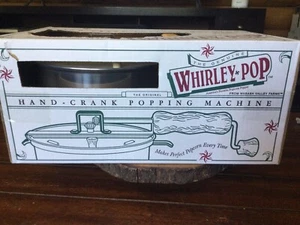 THE GENUINE
WHIRLEY-POP
FROM WABASH VALLEY FARMS
THE ORIGINAL
HAND-CRANK POPPING MACHINE
Makes Perfect Popcorn Every Time